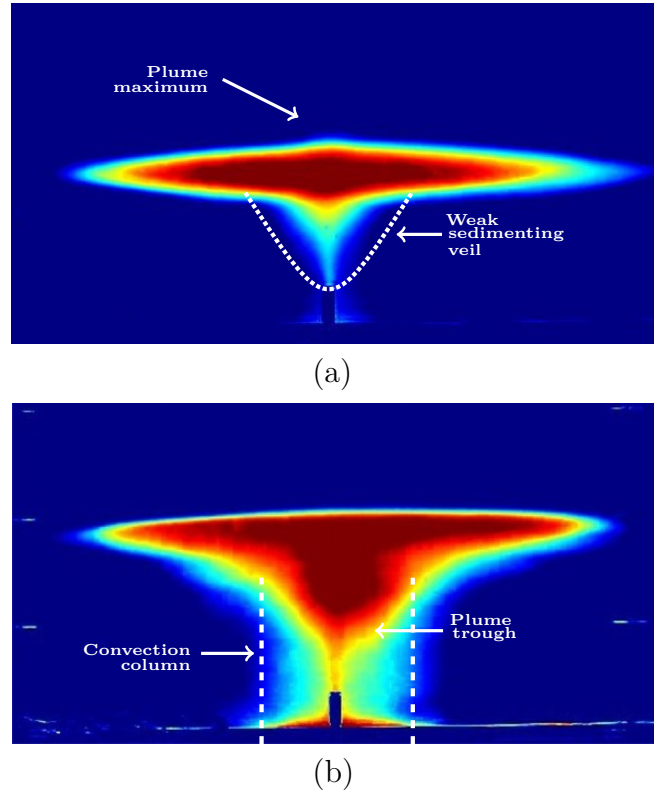 Plume
maximum
Weak
sedimenting
veil
(a)
Plume
trough
Convection
column
(b)